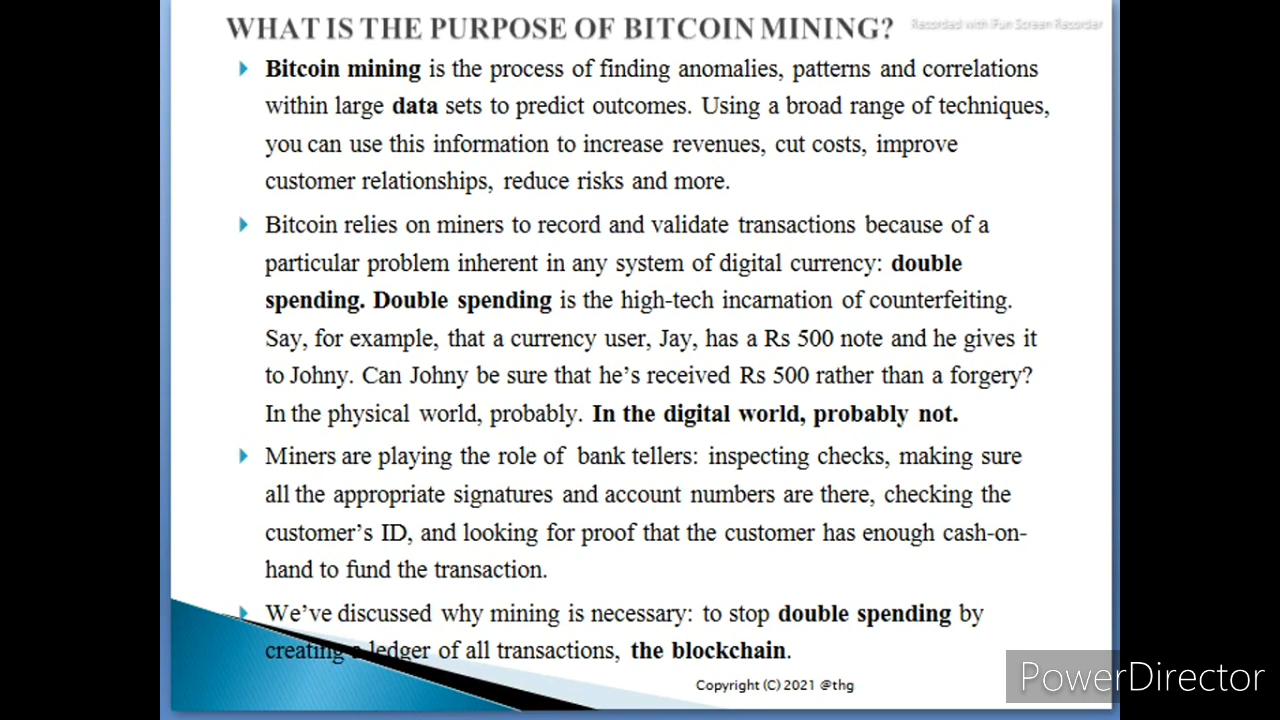 WHAT IS THE PURPOSE OF BITCOIN MINING?
Recorded with iFun Screen Recorder
Bitcoin mining is the process of finding anomalies, patterns and correlations
within large data sets to predict outcomes. Using a broad range of techniques,
you can use this information to increase revenues, cut costs, improve
customer relationships, reduce risks and more.
Bitcoin relies on miners to record and validate transactions because of a
particular problem inherent in any system of digital currency: double
spending. Double spending is the high-tech incarnation of counterfeiting.
Say, for example, that a currency user, Jay, has a Rs 500 note and he gives it
to Johny. Can Johny be sure that he’s received Rs 500 rather than a forgery?
In the physical world, probably. In the digital world, probably not.
Miners are playing the role of bank tellers: inspecting checks, making sure
all the appropriate signatures and account numbers are there, checking the
customer’s ID, and looking for proof that the customer has enough cash-on-
hand to fund the transaction.
We’ve discussed why mining is necessary: to stop double spending by
creating a ledger of all transactions, the blockchain.
Copyright (C) 2021 @thg
PowerDirector